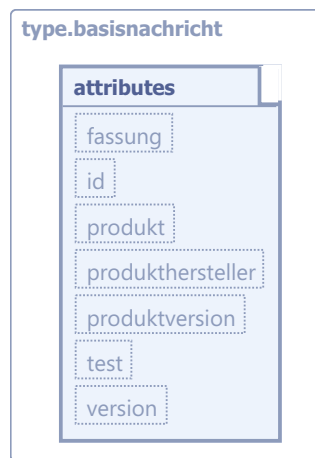 type.basisnachricht
attributes
fassung
id
produkt
produkthersteller
produktversion
test
version